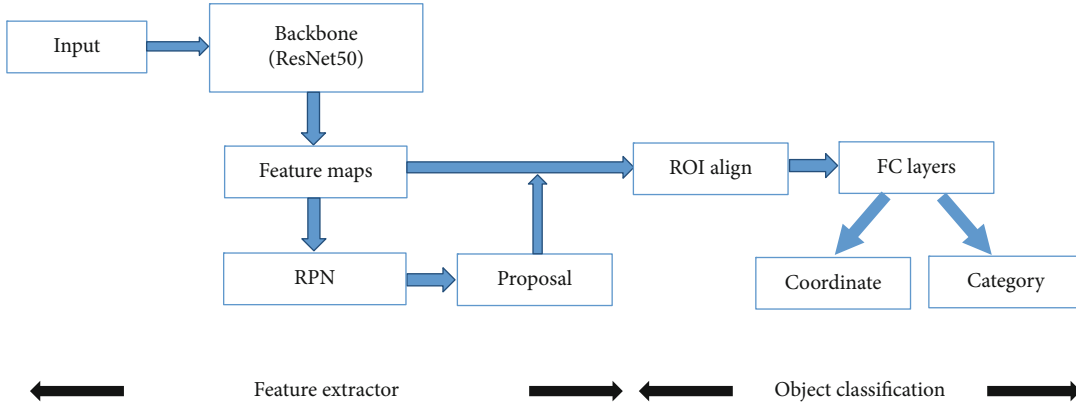 Input
Backbone
(ResNet50)
Feature maps
ROI align
FC layers
RPN
Proposal
Coordinate
Category
Feature extractor
Object classification